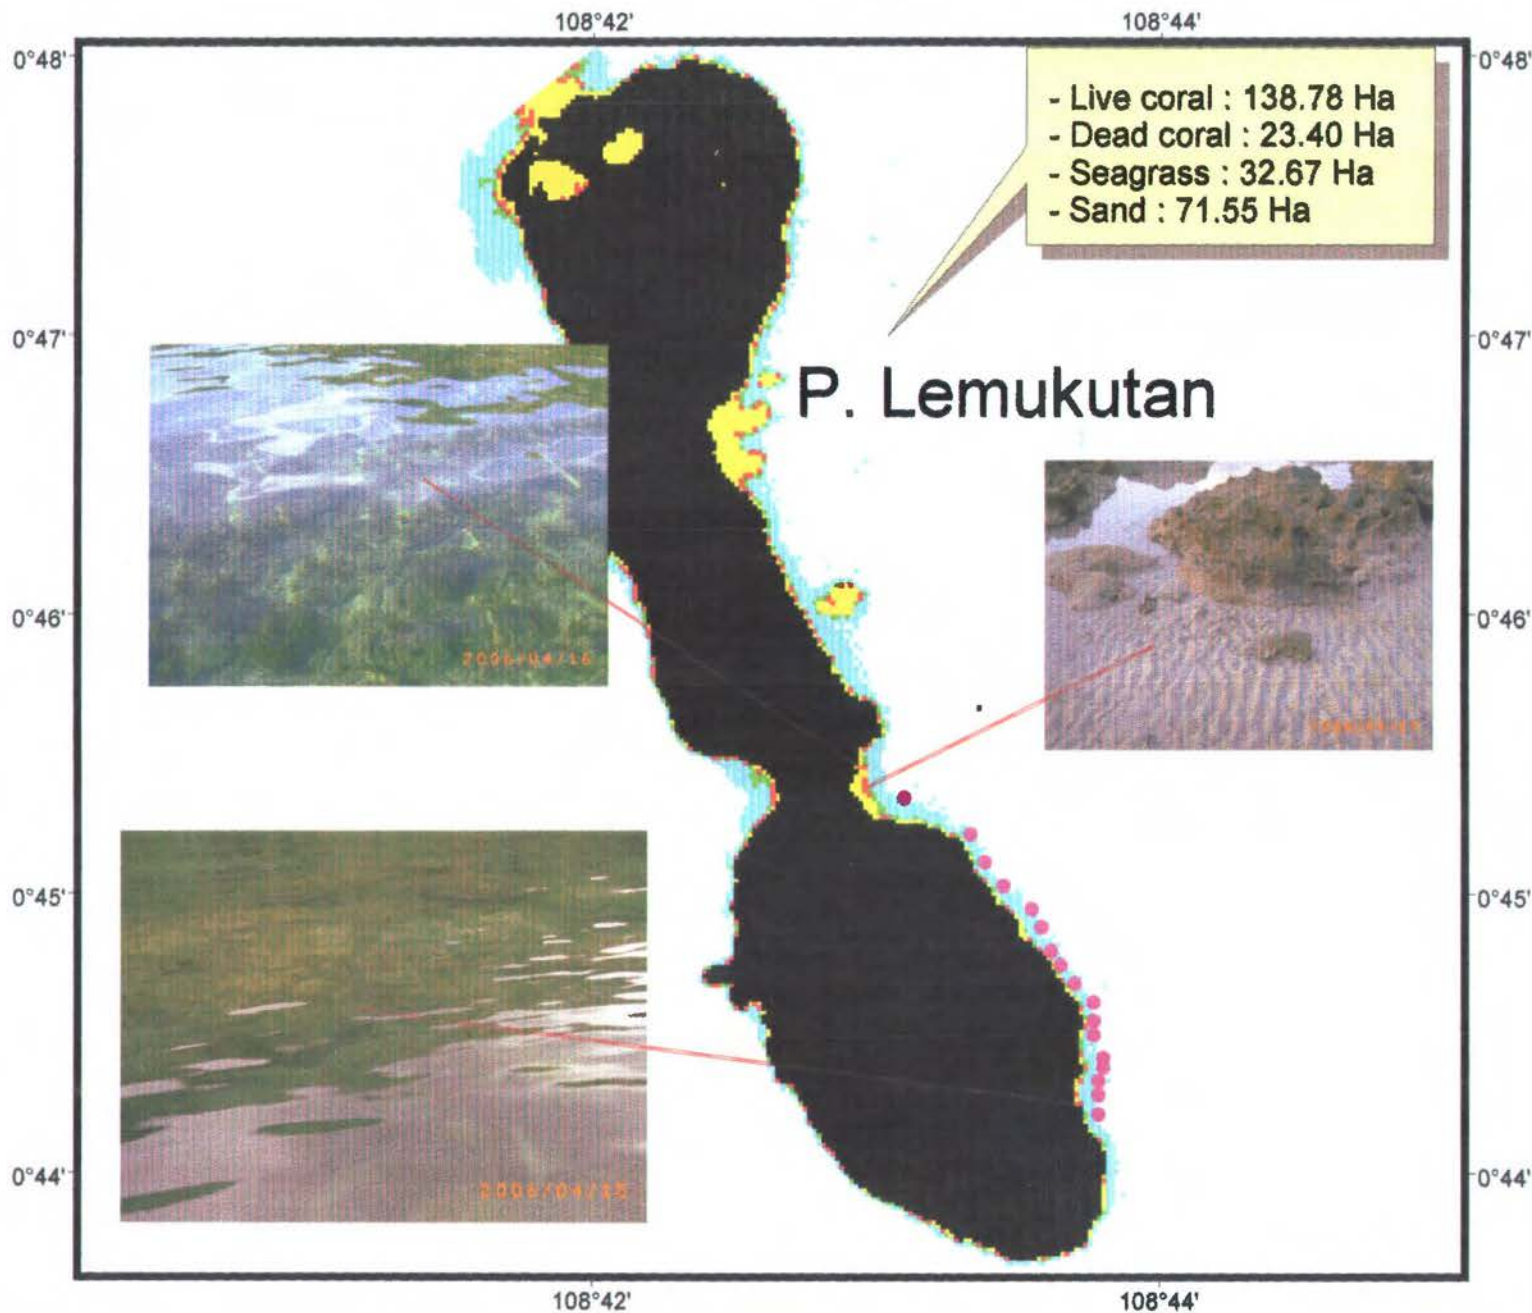 108°42' 108°44'
0°48' 0°48'
- Live coral : 138.78 Ha
- Dead coral : 23.40 Ha
- Seagrass : 32.67 Ha
- Sand : 71.55 Ha
0°47' 0°47'
P. Lemukutan
0°46' 0°46'
2006/04/16
0°45' 0°45'
0°44' 0°44'
108°42' 108°44'